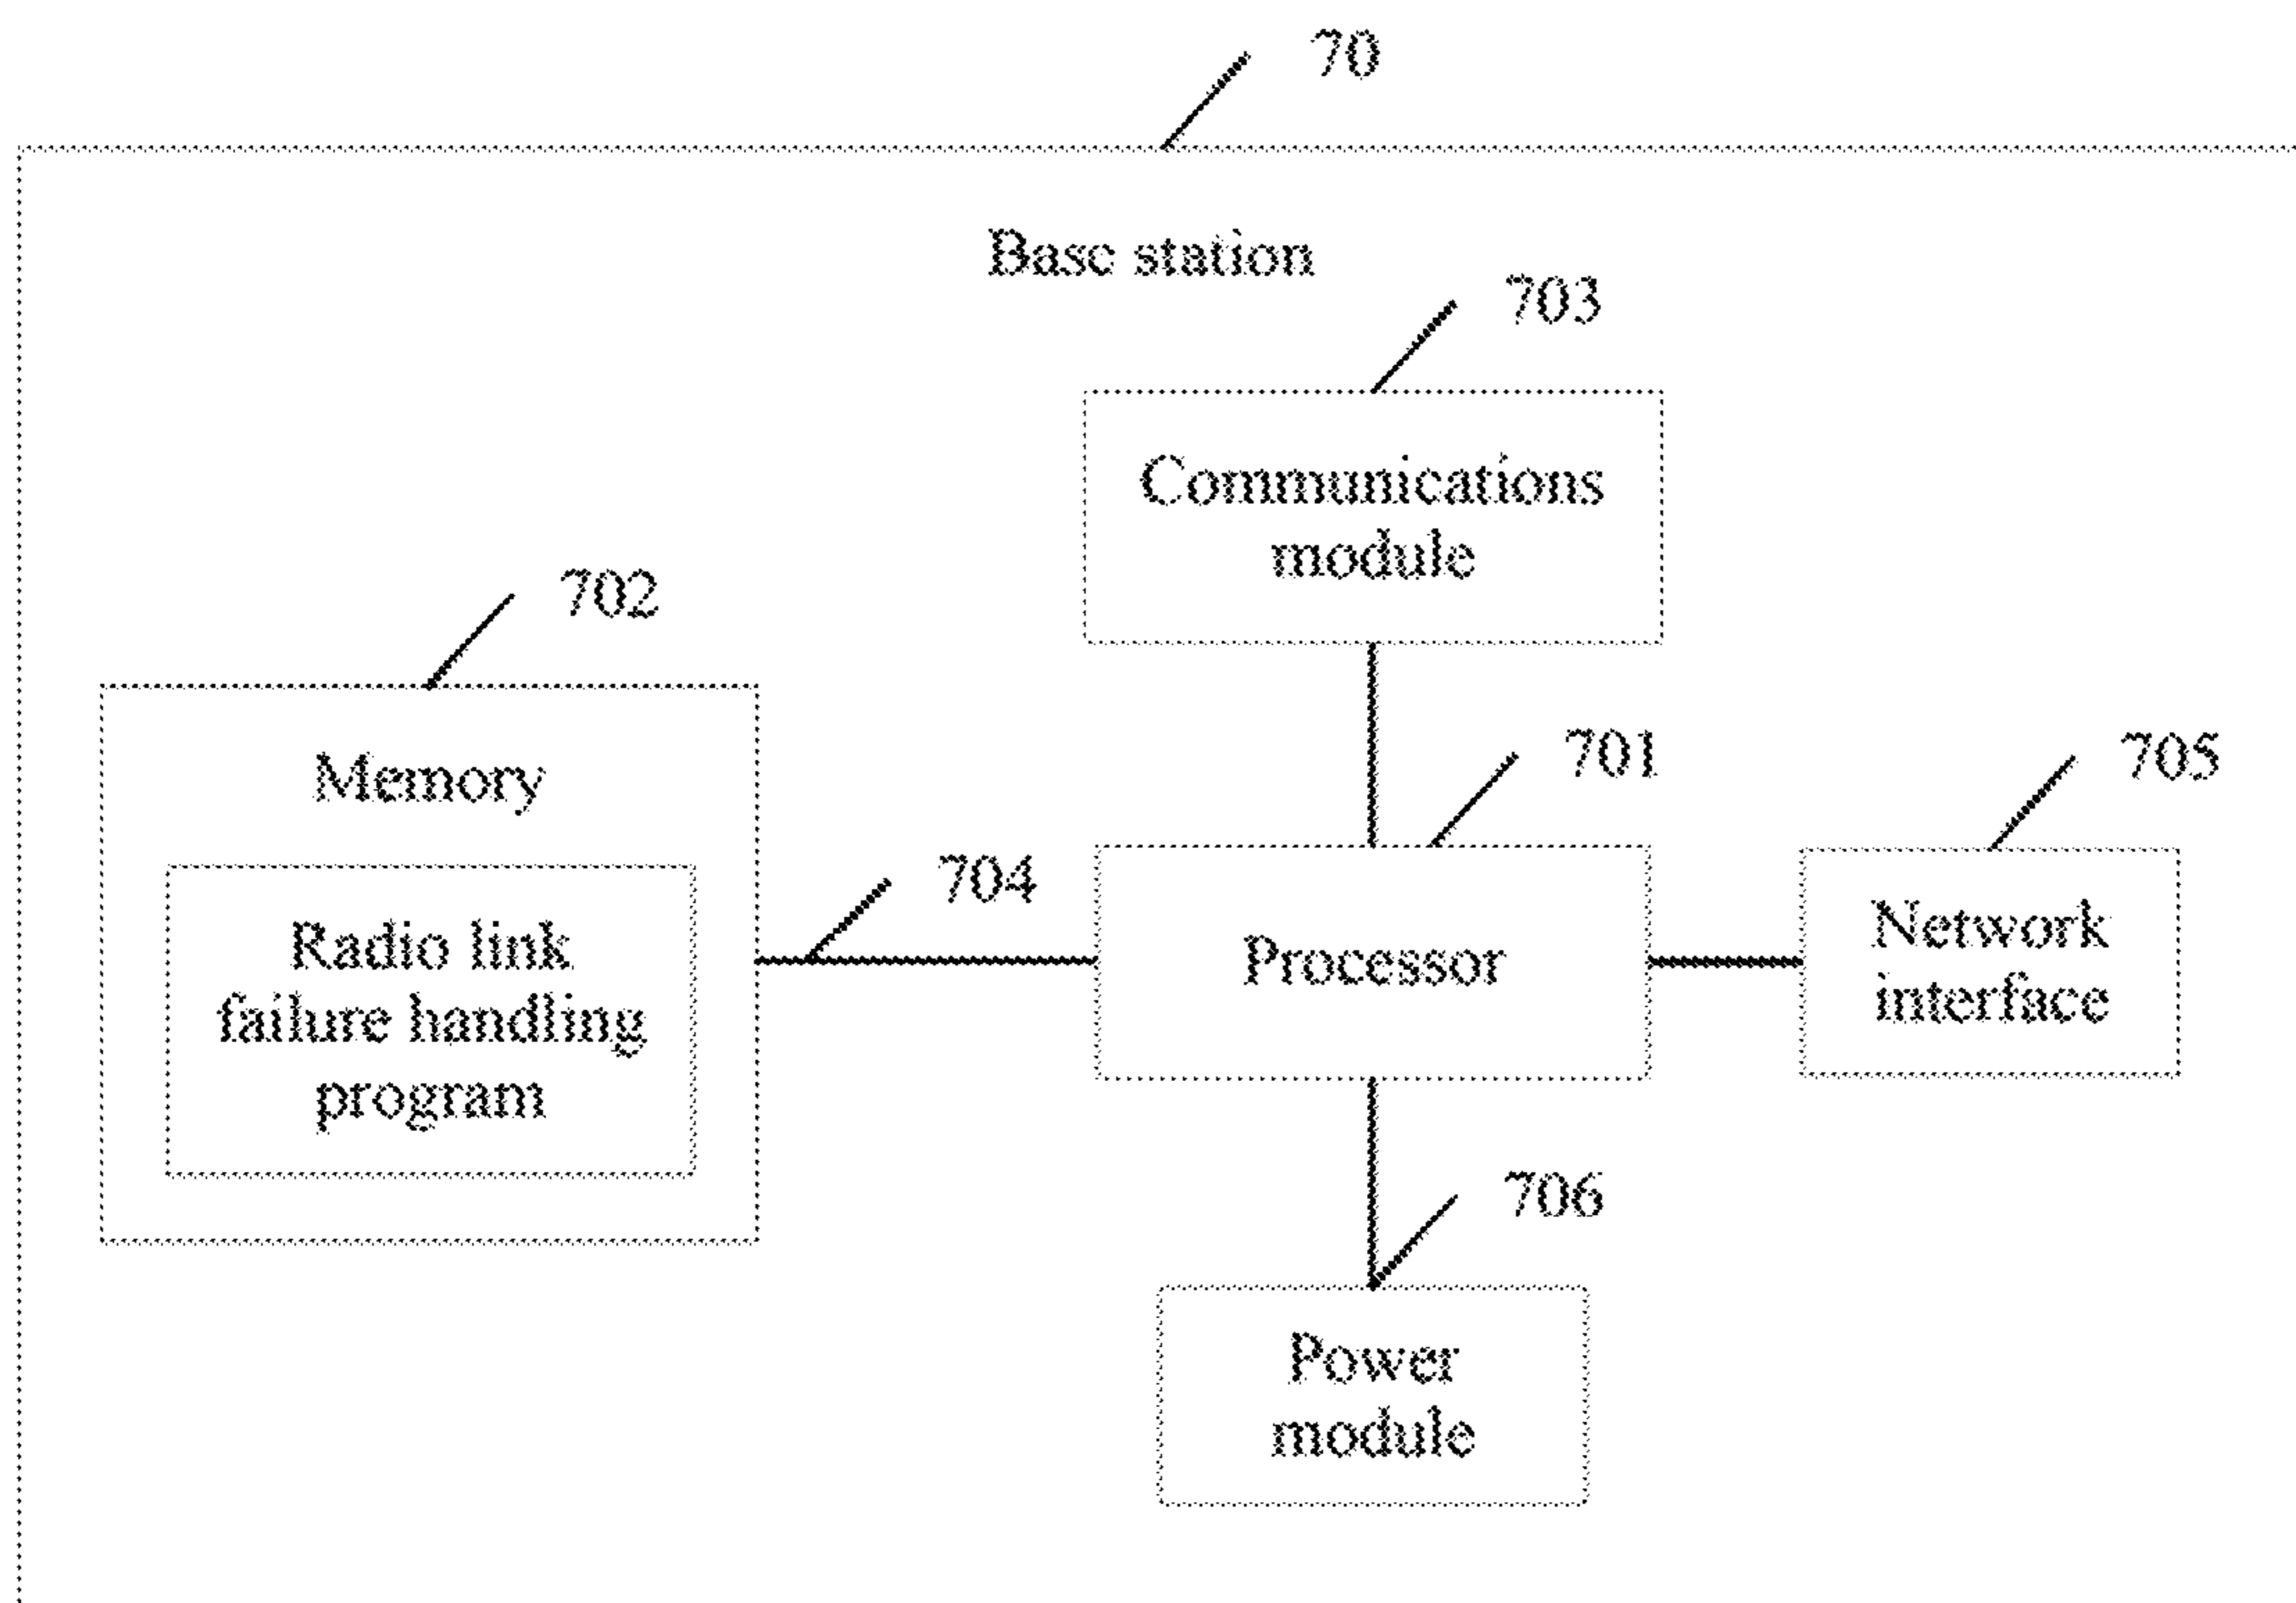 70
Base station
703
Communications
module
702
Memory
Radio link
failure handling
program
704
701
Processor
705
Network
interface
706
Power
module